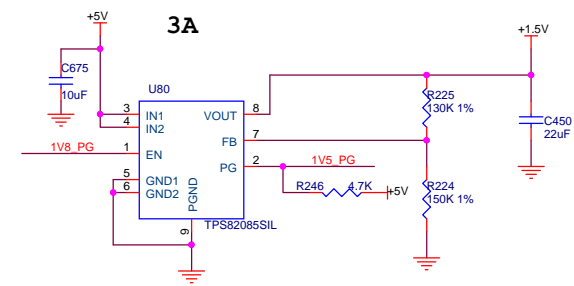 +5V
3A
+1.5V
C675
10uF
U80
3
IN1
4
IN2
VOUT
8
R225
130K 1%
C450
22uF
1V8_PG
1
EN
FB
7
PG
2
1V5_PG
5
GND1
6
GND2
PGND
9
R246
4.7K
+5V
R224
150K 1%
TPS82085SIL